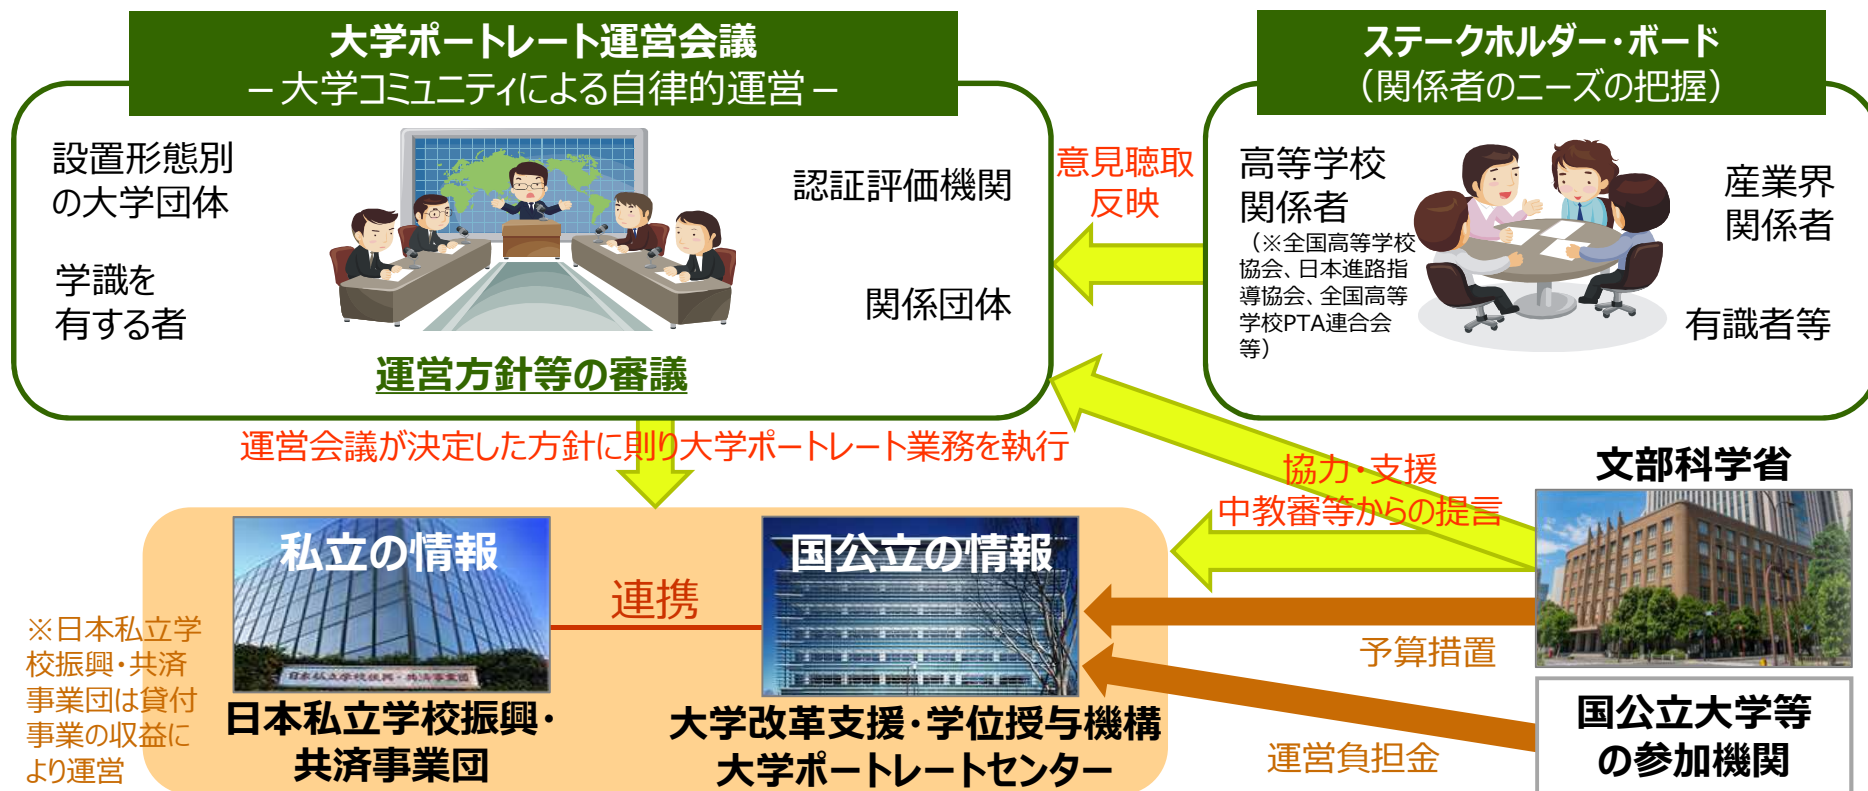 大学ポートレート運営会議
－大学コミュニティによる自律的運営－
設置形態別
の大学団体
学識を
有する者
認証評価機関
関係団体
運営方針等の審議
意見聴取
反映
ステークホルダー・ボード
（関係者のニーズの把握）
高等学校
関係者
（※全国高等学校
協会、日本進路指
導協会、全国高等
学校PTA連合会
等）
産業界
関係者
有識者等
運営会議が決定した方針に則り大学ポートレート業務を執行
協力・支援
中教審等からの提言
文部科学省
私立の情報
日本私立学校振興・共済事業団
日本私立学校振興・
共済事業団
連携
国公立の情報
大学改革支援・学位授与機構
大学ポートレートセンター
※日本私立学
校振興・共済
事業団は貸付
事業の収益に
より運営
予算措置
運営負担金
国公立大学等
の参加機関